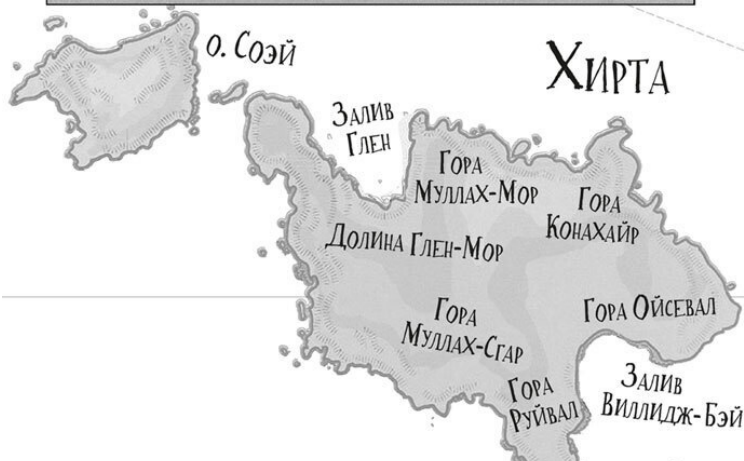 о. Соэй
Хирта
Залив
Глен
Гора
Муллах-Мор
Гора
Конахайр
Долина Глен-Мор
Гора
Муллах-Сгар
Гора Ойсевал
Гора
Руйвал
Залив
Виллидж-Бэй